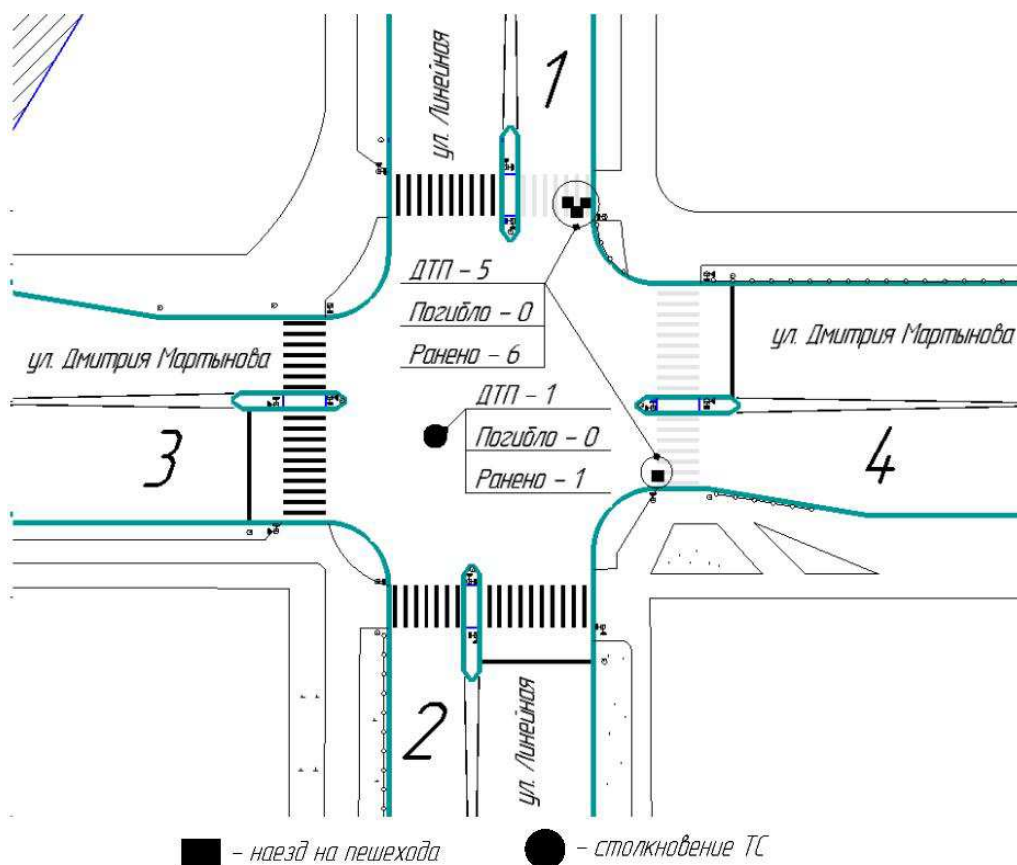 ул. Линейная
1
ДТП - 5
Погибло - 0
Ранено - 6
ул. Дмитрия Мартынова
ул. Дмитрия Мартынова
ДТП - 1
Погибло - 0
Ранено - 1
3
4
2
ул. Линейная
- наезд на пешехода
- столкновение ТС